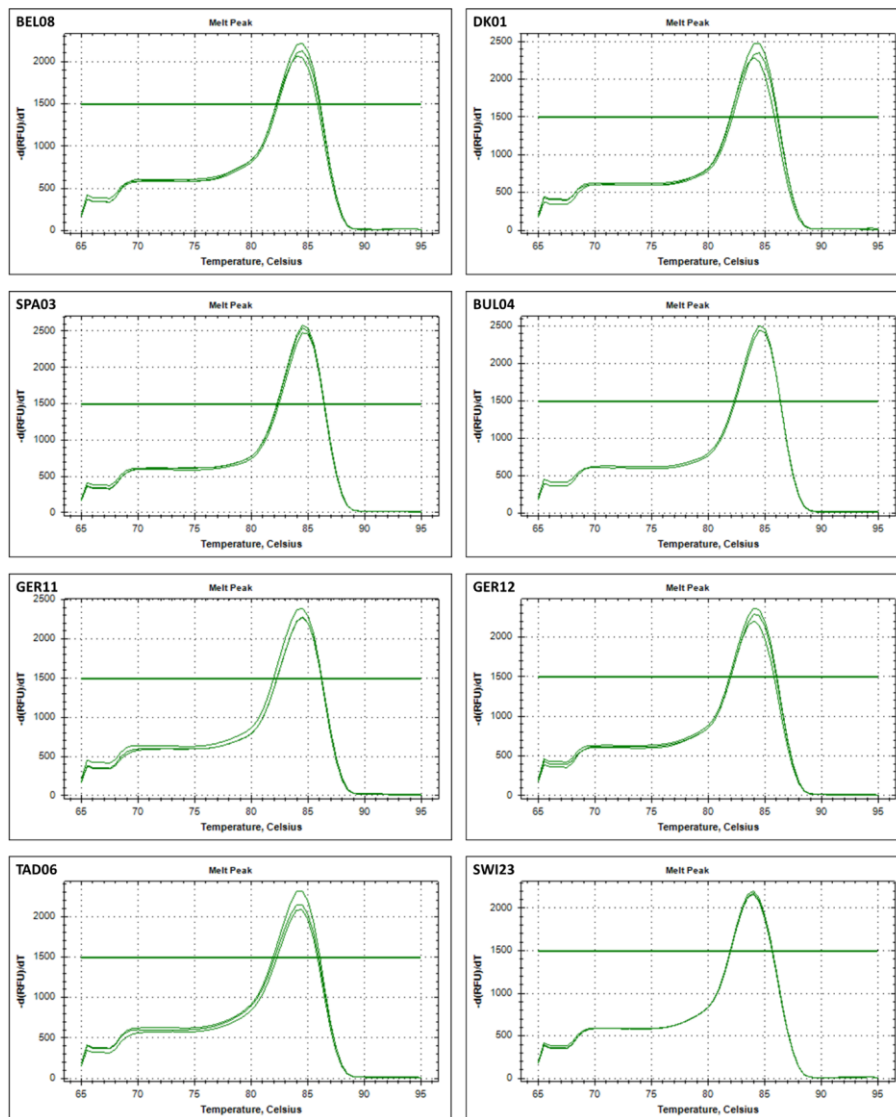 BEL08
Melt Peak
-d(RFU)/dT
2000
1500
1000
500
0
65 70 75 80 85 90 95
Temperature, Celsius
DK01
Melt Peak
-d(RFU)/dT
2500
2000
1500
1000
500
0
65 70 75 80 85 90 95
Temperature, Celsius
SPA03
Melt Peak
-d(RFU)/dT
2500
2000
1500
1000
500
0
65 70 75 80 85 90 95
Temperature, Celsius
BUL04
Melt Peak
-d(RFU)/dT
2500
2000
1500
1000
500
0
65 70 75 80 85 90 95
Temperature, Celsius
GER11
Melt Peak
-d(RFU)/dT
2500
2000
1500
1000
500
0
65 70 75 80 85 90 95
Temperature, Celsius
GER12
Melt Peak
-d(RFU)/dT
2000
1500
1000
500
0
65 70 75 80 85 90 95
Temperature, Celsius
TAD06
Melt Peak
-d(RFU)/dT
2000
1500
1000
500
0
65 70 75 80 85 90 95
Temperature, Celsius
SWI23
Melt Peak
-d(RFU)/dT
2000
1500
1000
500
0
65 70 75 80 85 90 95
Temperature, Celsius